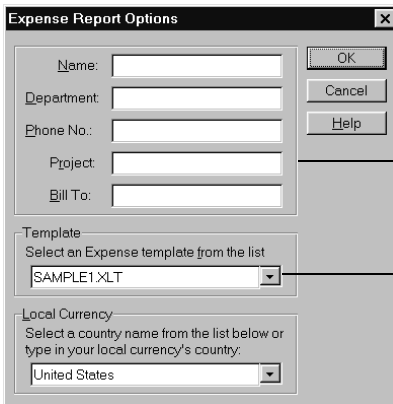 Expense Report Options
Name:
OK
Department:
Cancel
Phone No.:
Help
Project:
Bill To:
Template
Select an Expense template from the list
SAMPLE1.XLT
Local Currency
Select a country name from the list below or
type in your local currency's country:
United States